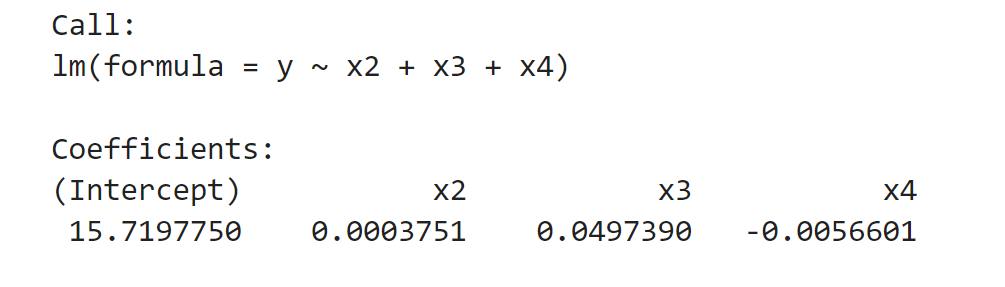 Call:
lm(formula = y ~ x2 + x3 + x4)
Coefficients:
(Intercept) x2 x3 x4
15.7197750 0.0003751 0.0497390 -0.0056601